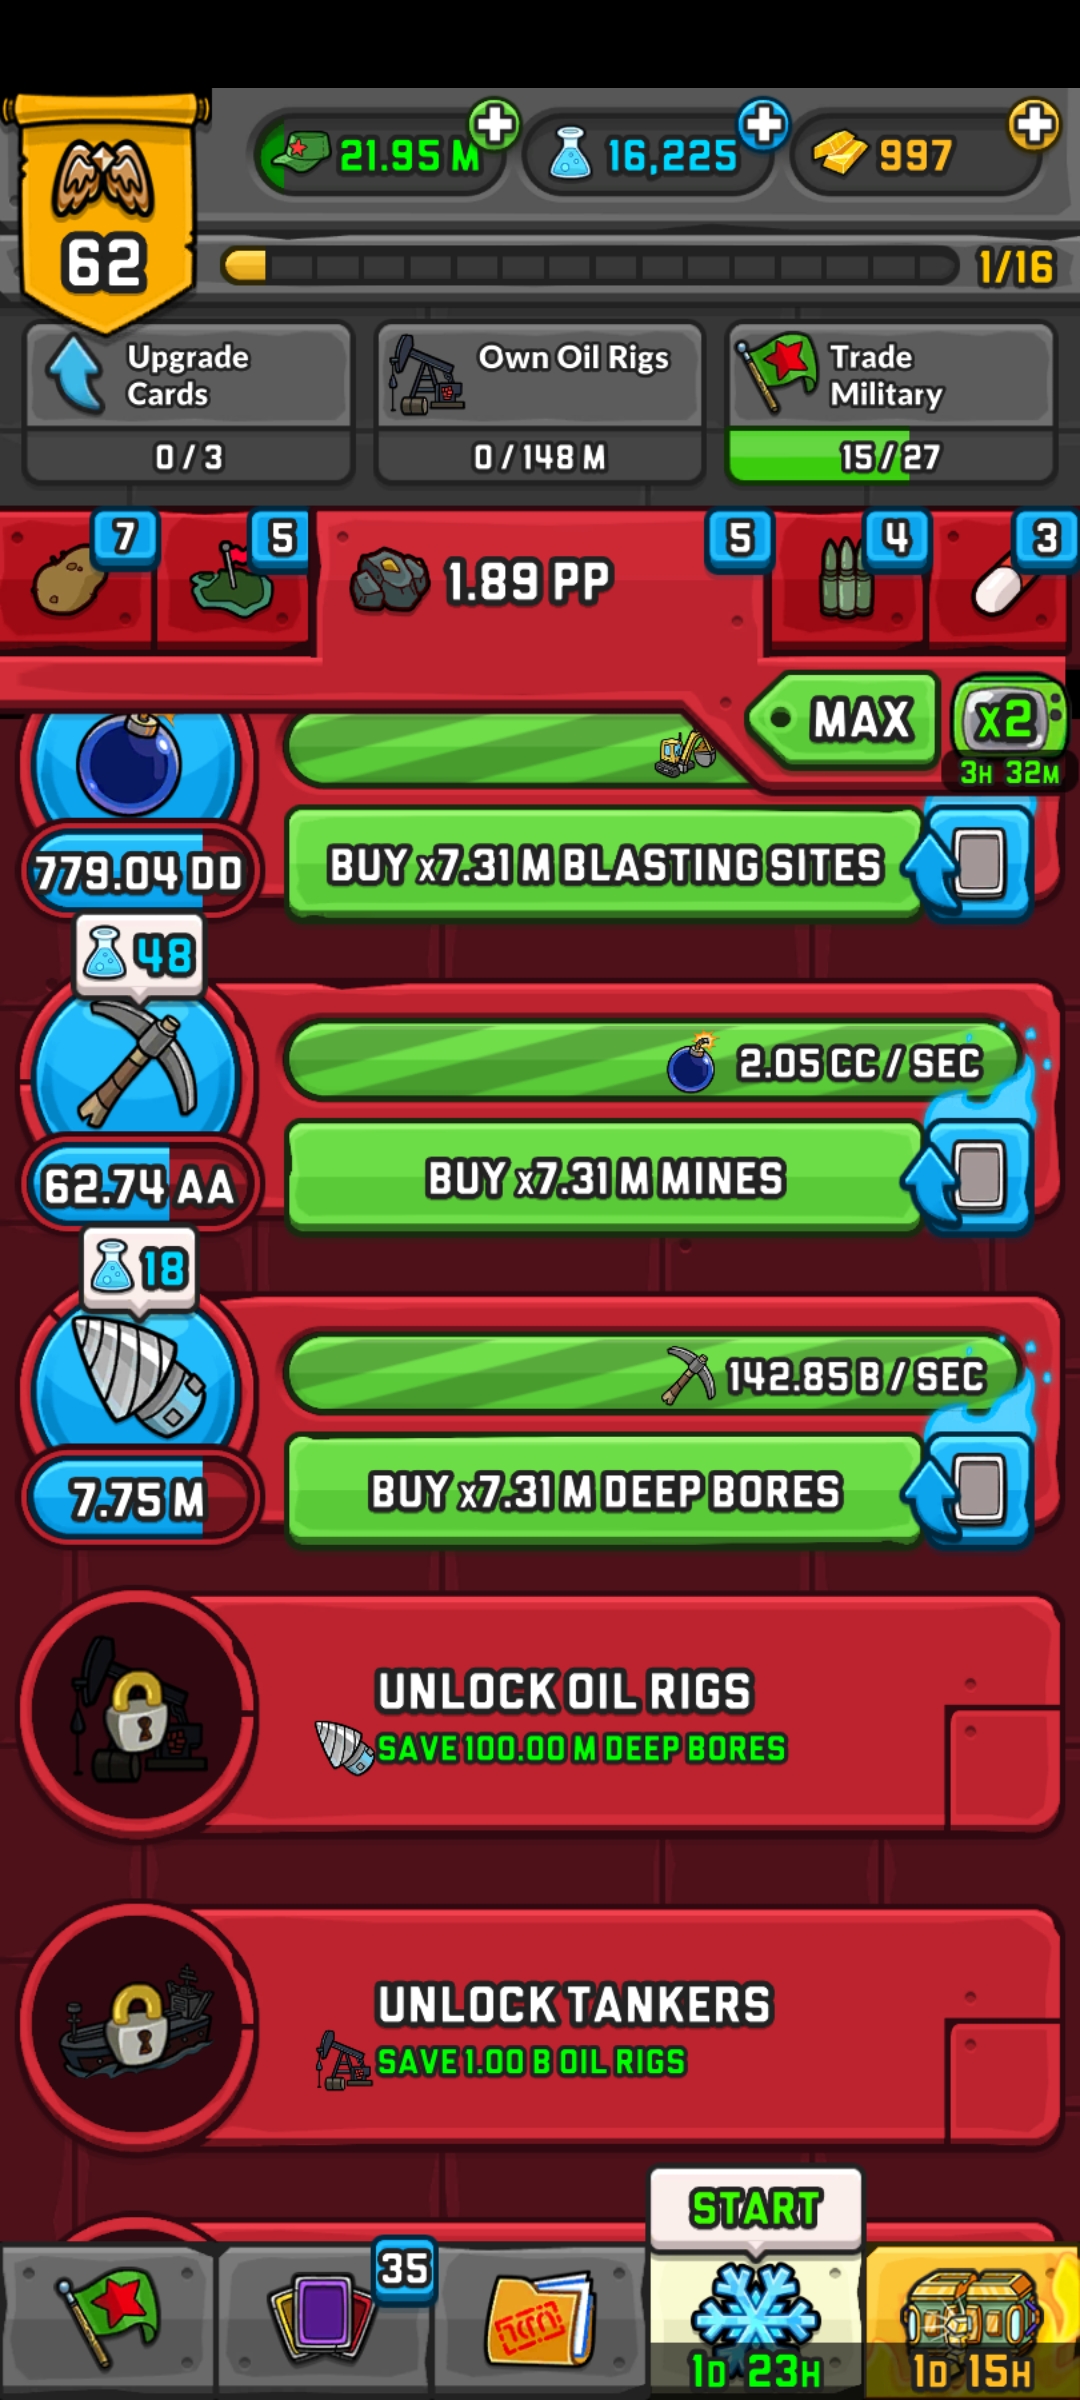 21.95 M
16,225
997
62
1/16
Upgrade
Cards
0 / 3
Own Oil Rigs
0 / 148 M
Trade
Military
15 / 27
7
5
1.89 PP
5
4
3
MAX
x2
3H 32M
779.04 DD
BUY x7.31 M BLASTING SITES
48
2.05 CC / SEC
62.74 AA
BUY x7.31 M MINES
18
142.85 B / SEC
7.75 M
BUY x7.31 M DEEP BORES
UNLOCK OIL RIGS
SAVE 100.00 M DEEP BORES
UNLOCK TANKERS
SAVE 1.00 B OIL RIGS
START
35
1D 23H
1D 15H